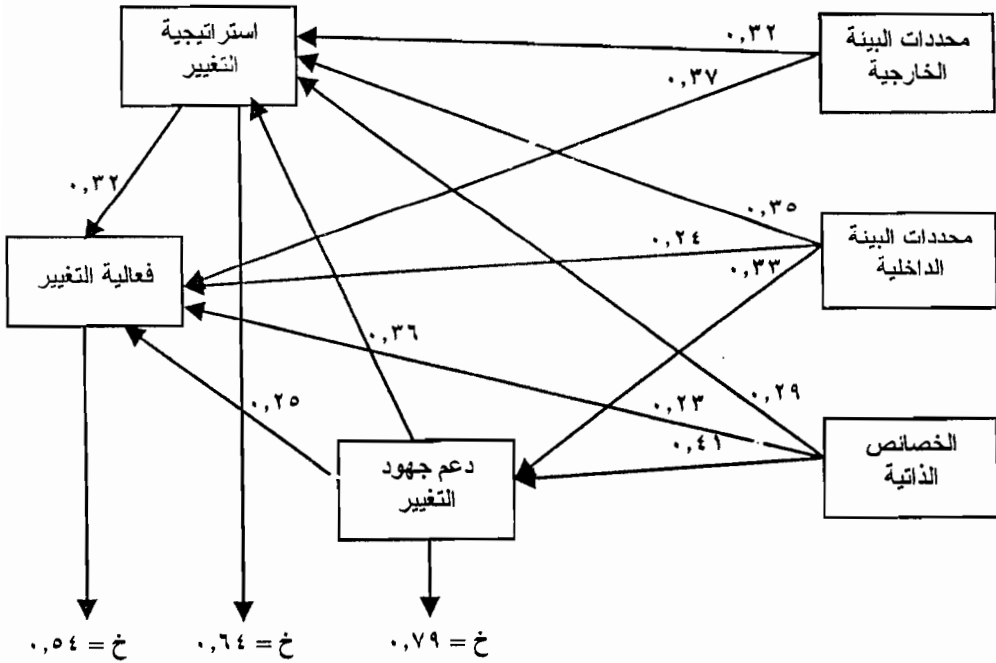 استراتيجية
التغيير
محددات البيئة
الخارجية
٠,٣٢
٠,٣٧
٠,٣٢
محددات البيئة
الداخلية
٠,٣٥
٠,٢٤
٠,٣٣
فعالية التغيير
٠,٣٦
٠,٢٥
الخصائص
الذاتية
٠,٢٩
٠,٢٣
٠,٤١
دعم جهود
التغيير
خ = ٠,٧٩
خ = ٠,٦٤
خ = ٠,٥٤